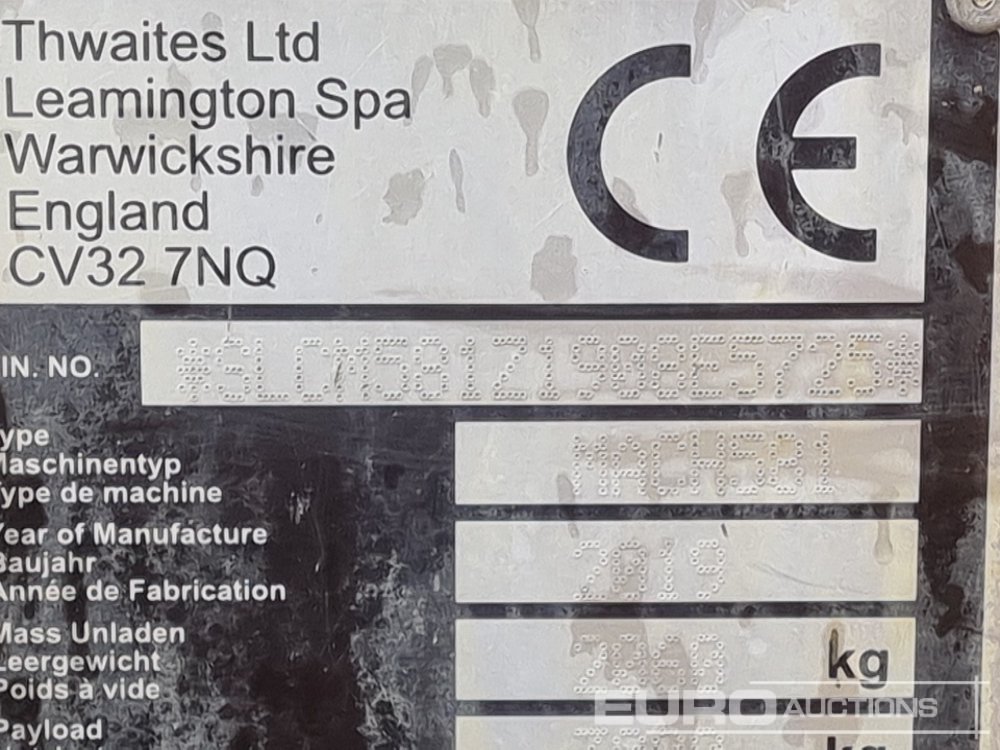 Thwaites Ltd
Leamington Spa
Warwickshire
England
CV32 7NQ
CE
IN. NO. *SLCM581Z1908E5725*
ype
Maschinentyp MACH581
ype de machine
Year of Manufacture
Baujahr 2019
Année de Fabrication
Mass Unladen
Leergewicht kg
Poids à vide
EURO AUCTIONS
Payload
kg